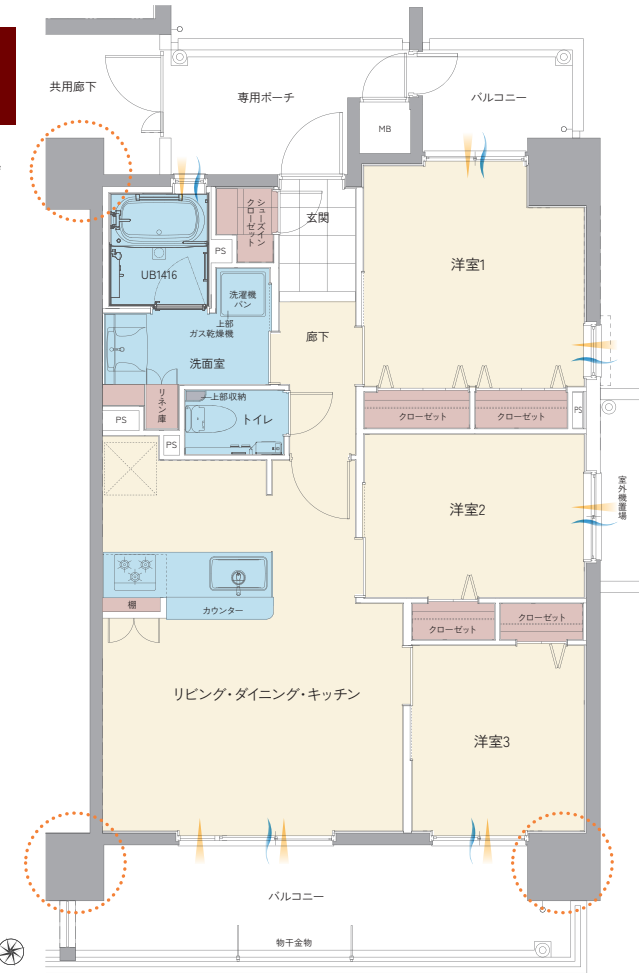 共用廊下
専用ポーチ
バルコニー
MB
シューズイン
クローゼット
玄関
洋室1
PS
UB1416
洗濯機
パン
上部
ガス乾燥機
廊下
洗面室
リネン庫
上部収納
トイレ
PS
PS
クローゼット
クローゼット
PS
洋室2
室外機置場
棚
カウンター
クローゼット
クローゼット
リビング・ダイニング・キッチン
洋室3
バルコニー
物干金物